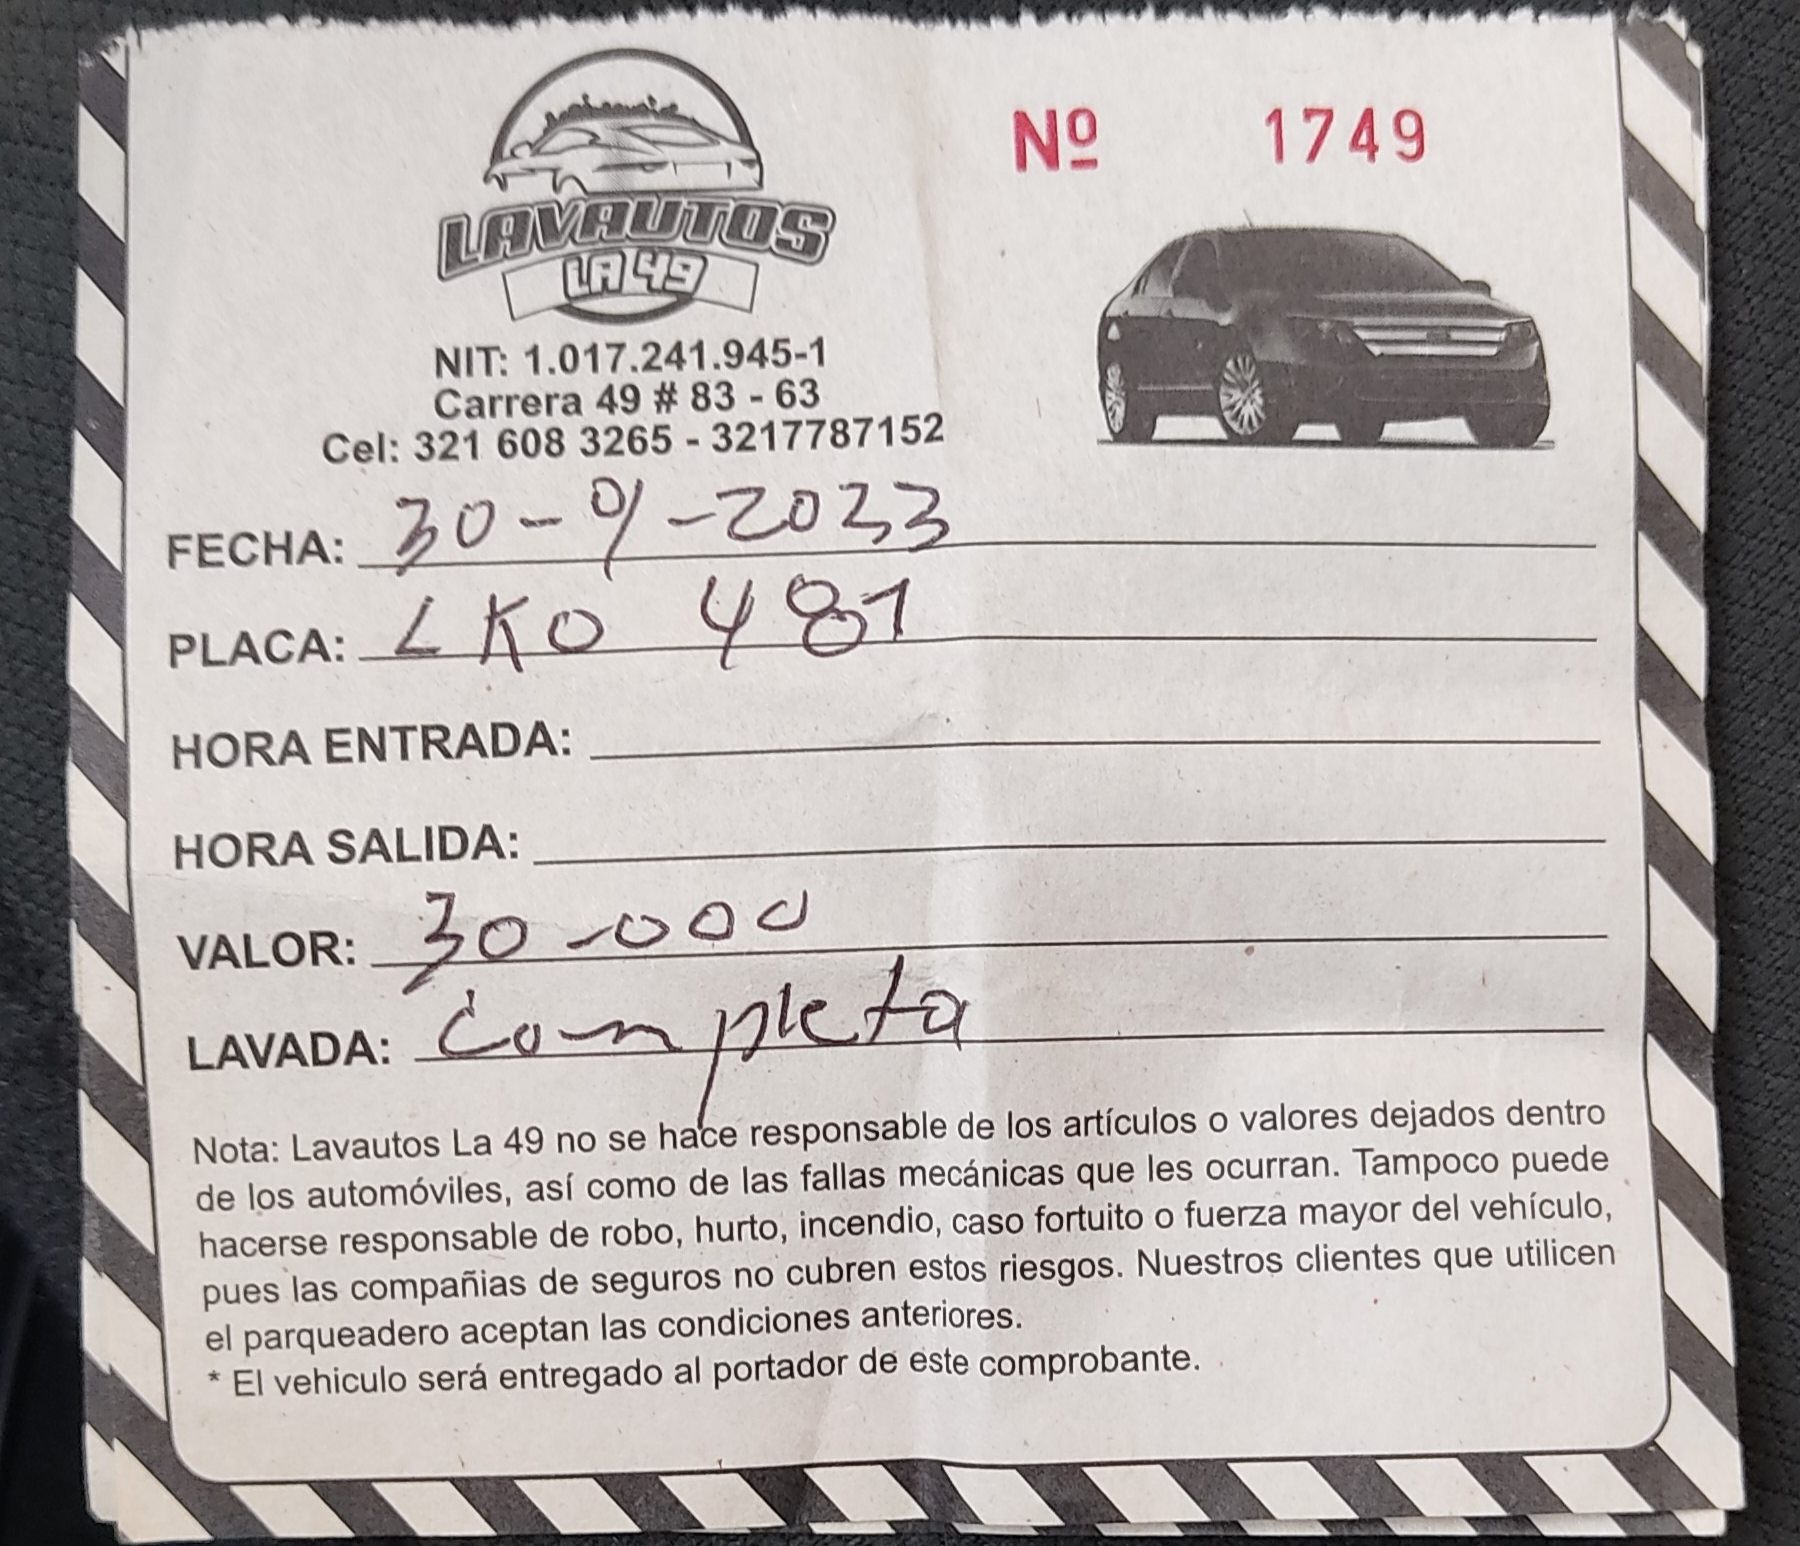 LAVAUTOS
LA 49
Nº 1749
NIT: 1.017.241.945-1
Carrera 49 # 83 - 63
Cel: 321 608 3265 - 3217787152
FECHA: 30-01-2023
PLACA: LKO 481
HORA ENTRADA:
HORA SALIDA:
VALOR: 30-000
LAVADA: Completa
Nota: Lavautos La 49 no se hace responsable de los artículos o valores dejados dentro
de los automóviles, así como de las fallas mecánicas que les ocurran. Tampoco puede
hacerse responsable de robo, hurto, incendio, caso fortuito o fuerza mayor del vehículo,
pues las compañias de seguros no cubren estos riesgos. Nuestros clientes que utilicen
el parqueadero aceptan las condiciones anteriores.
* El vehiculo será entregado al portador de este comprobante.